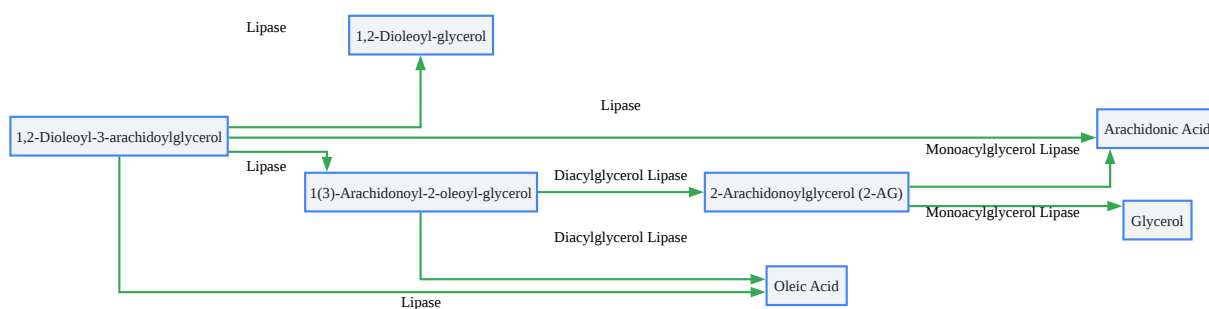 Lipase
1,2-Dioleoyl-glycerol
Lipase
1,2-Dioleoyl-3-arachidoylglycerol
Arachidonic Acid
Monoacylglycerol Lipase
Lipase
Diacylglycerol Lipase
1(3)-Arachidonoyl-2-oleoyl-glycerol
2-Arachidonoylglycerol (2-AG)
Monoacylglycerol Lipase
Glycerol
Diacylglycerol Lipase
Oleic Acid
Lipase